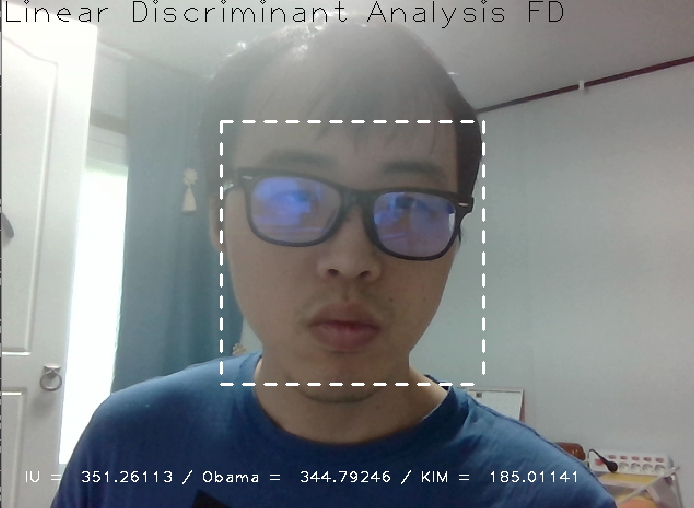 Linear Discriminant Analysis FD
IU = 351.26113 / Obama = 344.79246 / KIM = 185.01141